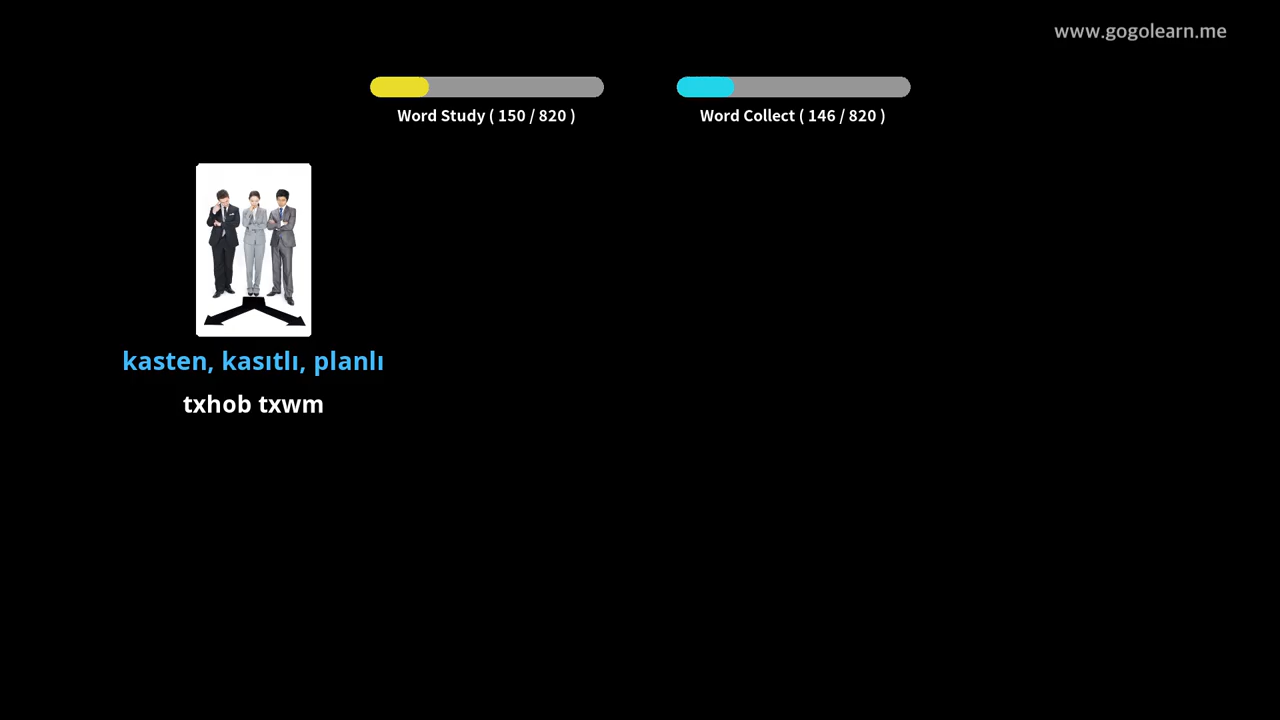 www.gogolearn.me
Word Study ( 150 / 820 )
Word Collect ( 146 / 820 )
kasten, kasıtlı, planlı
txhob txwm